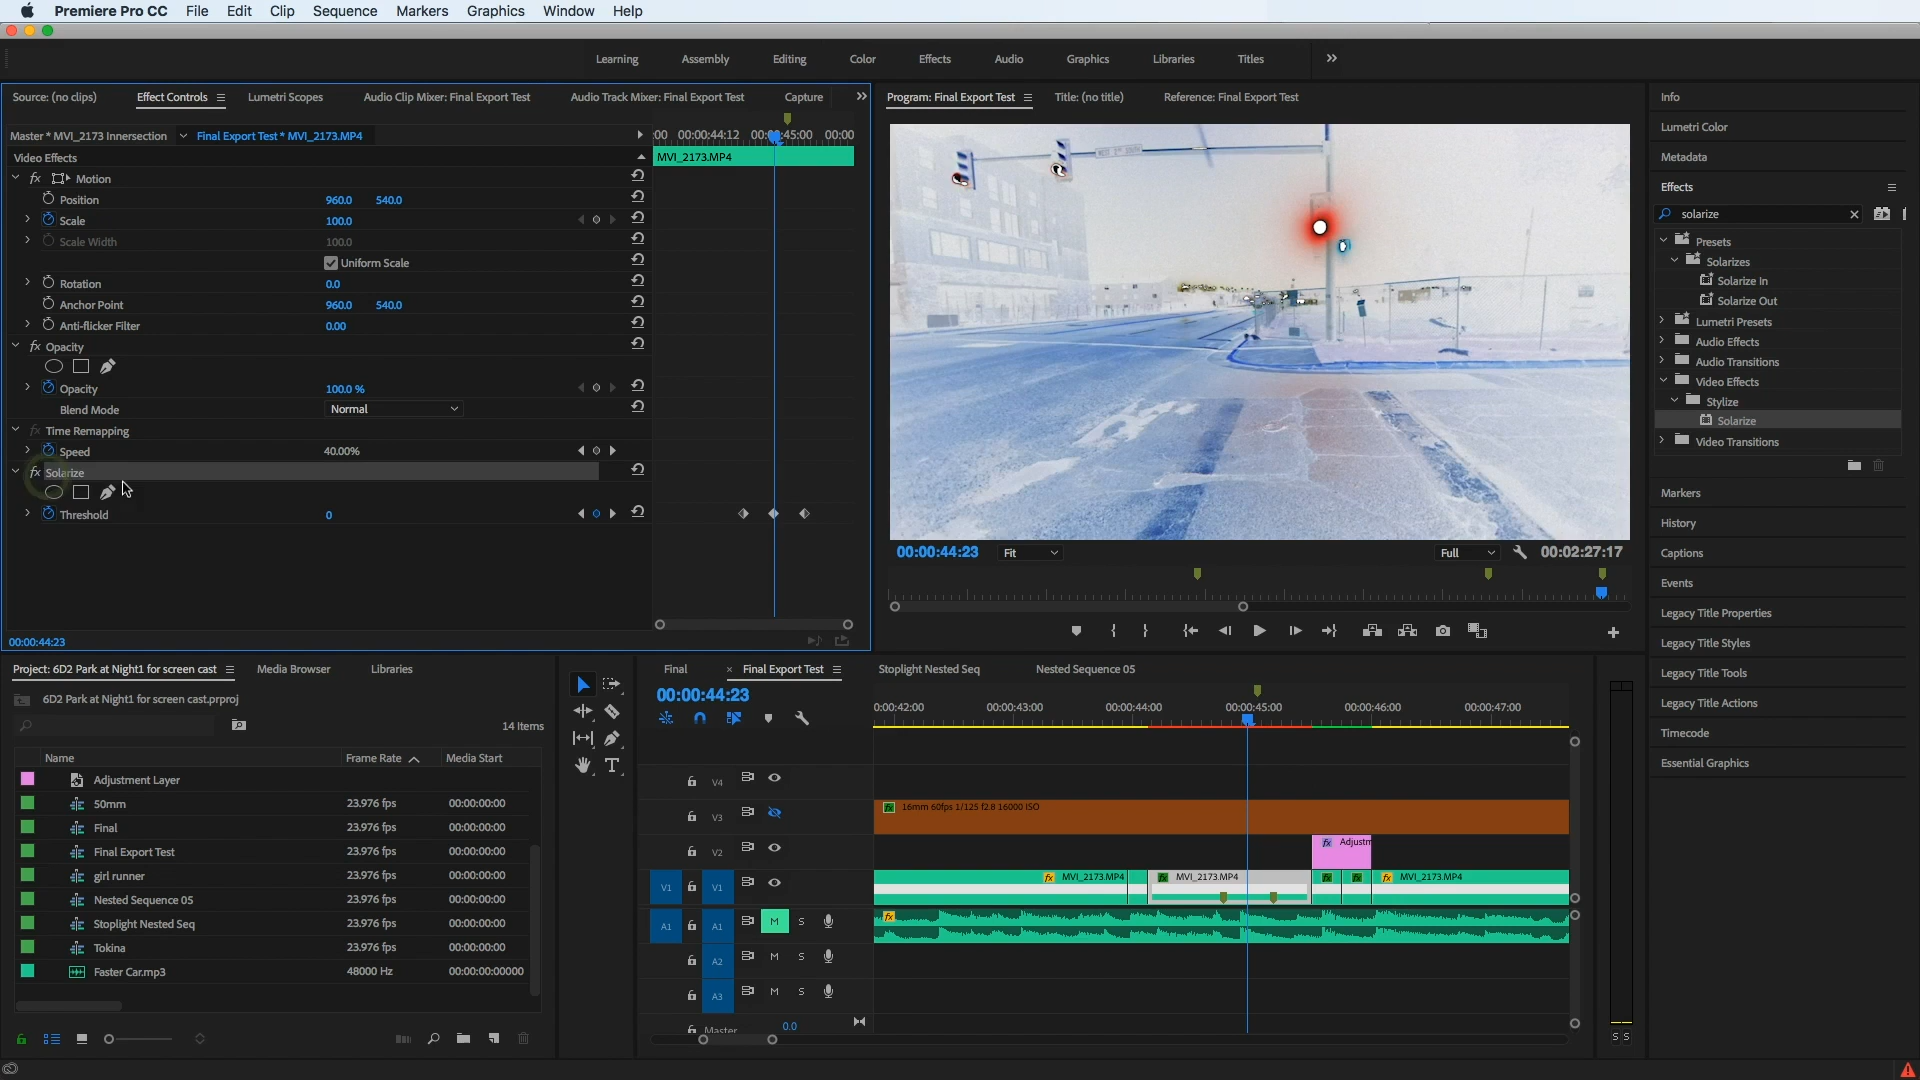 Premiere Pro CC File Edit Clip Sequence Markers Graphics Window Help
Learning Assembly Editing Color Effects Audio Graphics Libraries Titles
Source: (no clips) Effect Controls Lumetri Scopes Audio Clip Mixer: Final Export Test Audio Track Mixer: Final Export Test Capture
Master * MVI_2173 Innersection Final Export Test * MVI_2173.MP4
:00 00:00:44:12 00:00:45:00 00:00
Video Effects
MVI_2173.MP4
fx Motion
Position 960.0 540.0
Scale 100.0
Scale Width 100.0
Uniform Scale
Rotation 0.0
Anchor Point 960.0 540.0
Anti-flicker Filter 0.00
fx Opacity
Opacity 100.0 %
Blend Mode Normal
fx Time Remapping
Speed 40.00%
fx Solarize
Threshold 0
00:00:44:23
Program: Final Export Test Title: (no title) Reference: Final Export Test
00:00:44:23 Fit Full 00:02:27:17
Info
Lumetri Color
Metadata
Effects
solarize
Presets
Solarizes
Solarize In
Solarize Out
Lumetri Presets
Audio Effects
Audio Transitions
Video Effects
Stylize
Solarize
Video Transitions
Markers
History
Captions
Events
Legacy Title Properties
Legacy Title Styles
Legacy Title Tools
Legacy Title Actions
Timecode
Essential Graphics
Project: 6D2 Park at Night1 for screen cast Media Browser Libraries
6D2 Park at Night1 for screen cast.prproj
14 Items
Name Frame Rate Media Start
Adjustment Layer
50mm 23.976 fps 00:00:00:00
Final 23.976 fps 00:00:00:00
Final Export Test 23.976 fps 00:00:00:00
girl runner 23.976 fps 00:00:00:00
Nested Sequence 05 23.976 fps 00:00:00:00
Stoplight Nested Seq 23.976 fps 00:00:00:00
Tokina 23.976 fps 00:00:00:00
Faster Car.mp3 48000 Hz 00:00:00:00000
Final × Final Export Test Stoplight Nested Seq Nested Sequence 05
00:00:44:23
0:00:42:00 00:00:43:00 00:00:44:00 00:00:45:00 00:00:46:00 00:00:47:00
V4
V3 fx 16mm 60fps 1/125 f2.8 16000 ISO
V2 fx Adjustm
V1 V1 fx MVI_2173.MP4 fx MVI_2173.MP4 fx fx fx MVI_2173.MP4
A1 A1 M S fx
A2 M S
A3 M S
Master 0.0
S S